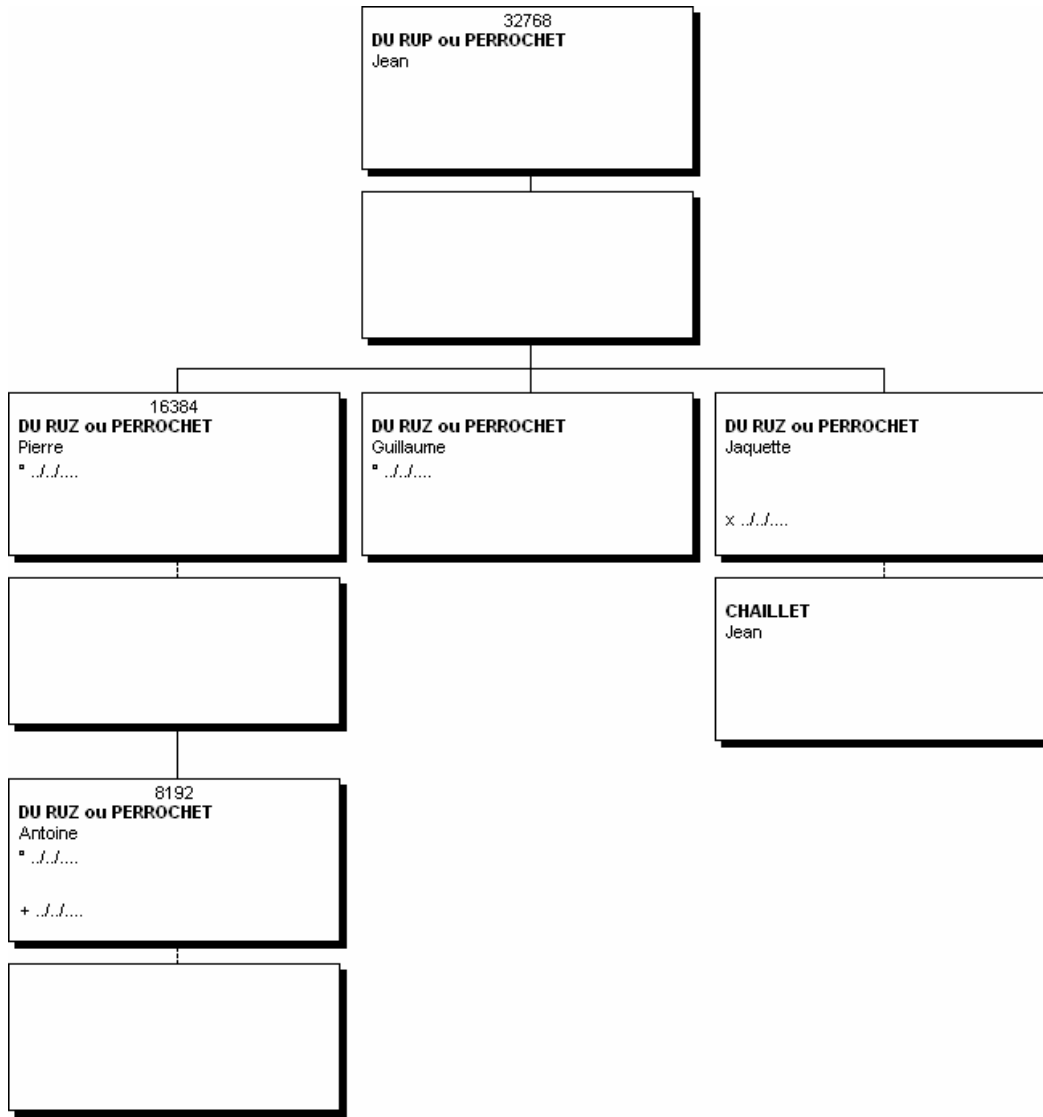 32768
DU RUP ou PERROCHET
Jean
16384
DU RUZ ou PERROCHET
Pierre
° ../../....
DU RUZ ou PERROCHET
Guillaume
° ../../....
DU RUZ ou PERROCHET
Jaquette
x ../../....
CHAILLET
Jean
8192
DU RUZ ou PERROCHET
Antoine
° ../../....
+ ../../....